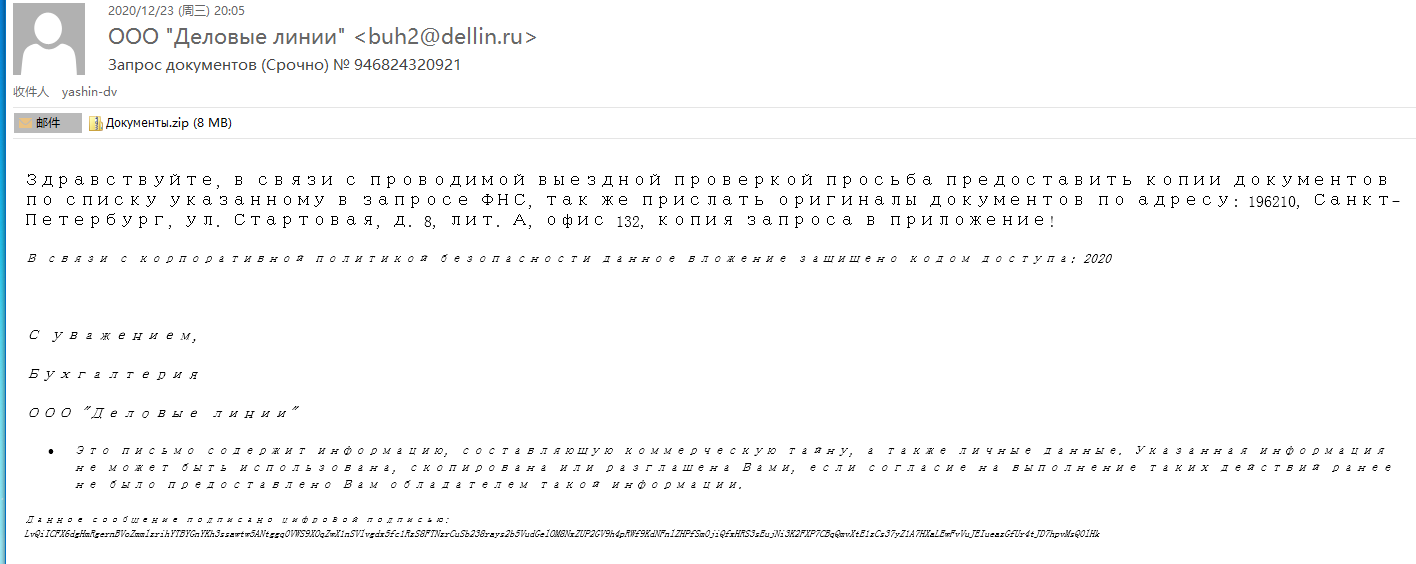 2020/12/23 (周三) 20:05
ООО "Деловые линии" <buh2@dellin.ru>
Запрос документов (Срочно) № 946824320921
收件人 yashin-dv
邮件 Документы.zip (8 MB)
Здравствуйте, в связи с проводимой выездной проверкой просьба предоставить копии документов
по списку указанному в запросе ФНС, так же прислать оригиналы документов по адресу: 196210, Санкт-
Петербург, ул. Стартовая, д. 8, лит. А, офис 132, копия запроса в приложение!
В связи с корпоративной политикой безопасности данное вложение защищено кодом доступа: 2020
С уважением,
Бухгалтерия
ООО "Деловые линии"
• Это письмо содержит информацию, составляющую коммерческую тайну, а также личные данные. Указанная информация
не может быть использована, скопирована или разглашена Вами, если согласие на выполнение таких действий ранее
не было предоставлено Вам обладателем такой информации.
Данное сообщение подписано цифровой подписью: